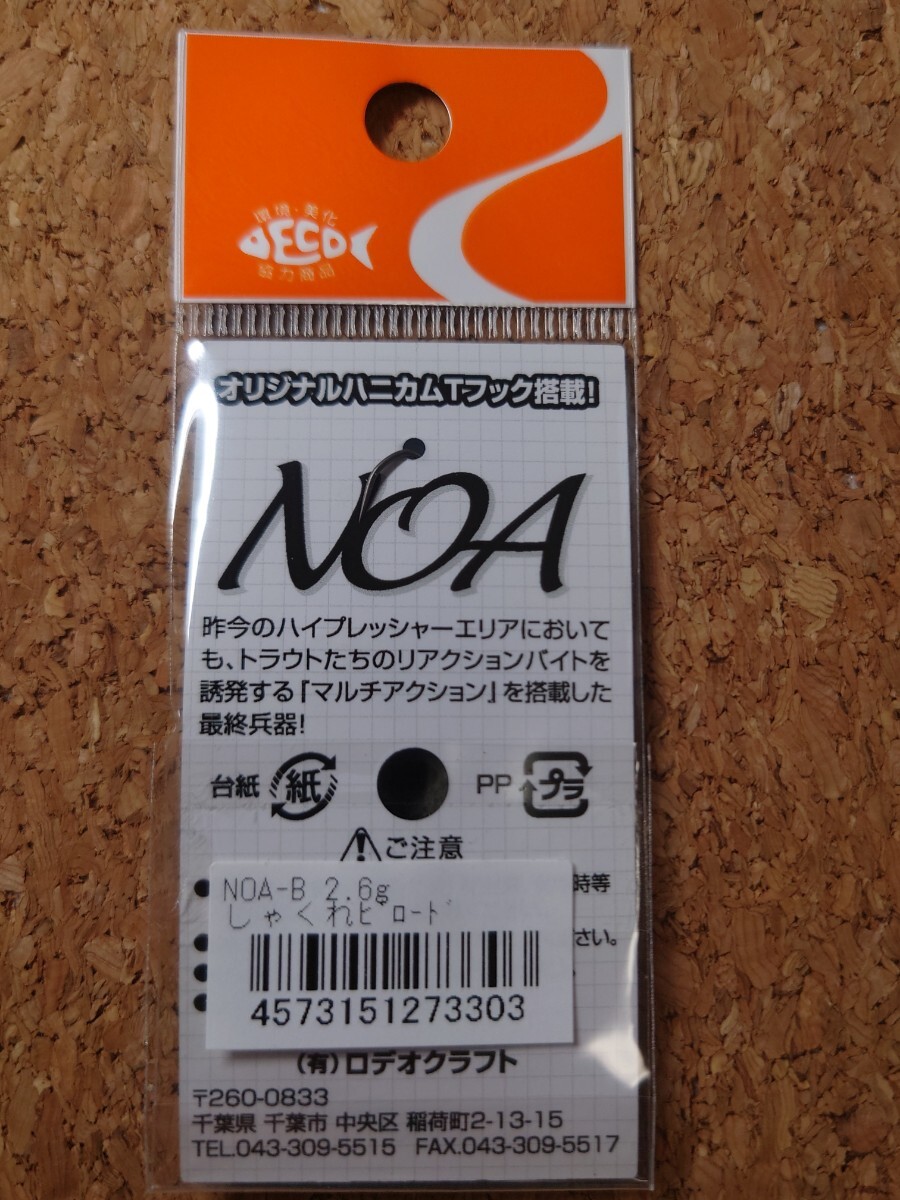 環境・美化
ECO
協力商品
オリジナルハニカムTフック搭載!
NOA
昨今のハイプレッシャーエリアにおいて
も、トラウトたちのリアクションバイトを
誘発する『マルチアクション』を搭載した
最終兵器!
台紙 紙 PP プラ
ご注意
時等
NOA-B 2.6g
しゃくれビロード
さい。
4573151273303
(有)ロデオクラフト
〒260-0833
千葉県 千葉市 中央区 稲荷町2-13-15
TEL.043-309-5515 FAX.043-309-5517